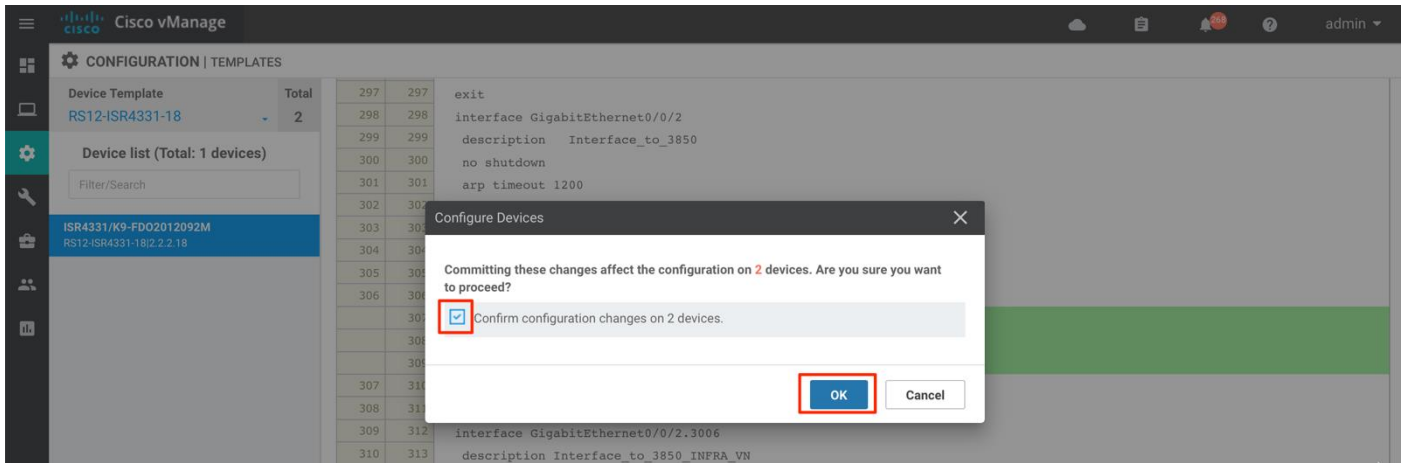 cisco Cisco vManage 268 admin
CONFIGURATION | TEMPLATES
Device Template Total
RS12-ISR4331-18 2
Device list (Total: 1 devices)
Filter/Search
ISR4331/K9-FDO2012092M
RS12-ISR4331-18|2.2.2.18
297 297 exit
298 298 interface GigabitEthernet0/0/2
299 299 description Interface_to_3850
300 300 no shutdown
301 301 arp timeout 1200
302
303
304
305
306
307
308
309 312 interface GigabitEthernet0/0/2.3006
310 313 description Interface_to_3850_INFRA_VN
Configure Devices
Committing these changes affect the configuration on 2 devices. Are you sure you want
to proceed?
Confirm configuration changes on 2 devices.
OK Cancel